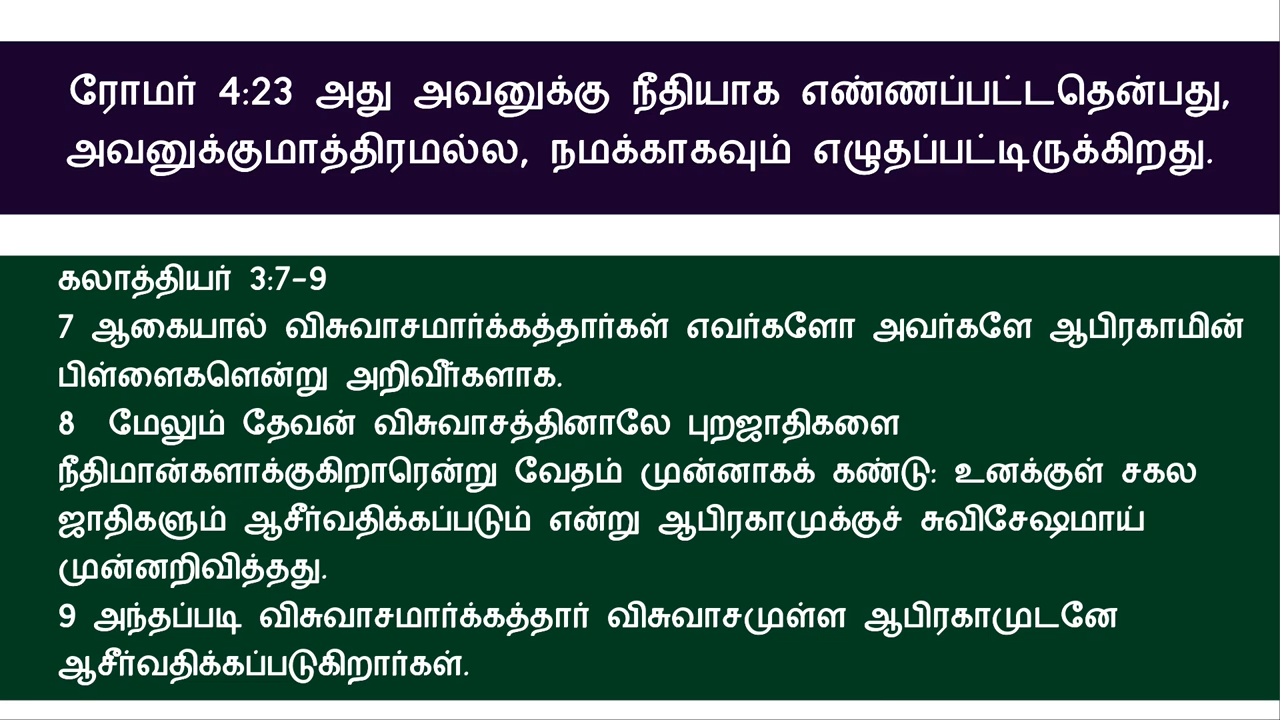 ரோமர் 4:23 அது அவனுக்கு நீதியாக எண்ணப்பட்டதென்பது,
அவனுக்குமாத்திரமல்ல, நமக்காகவும் எழுதப்பட்டிருக்கிறது.
கலாத்தியர் 3:7-9
7 ஆகையால் விசுவாசமார்க்கத்தார்கள் எவர்களோ அவர்களே ஆபிரகாமின்
பிள்ளைகளென்று அறிவீர்களாக.
8 மேலும் தேவன் விசுவாசத்தினாலே புறஜாதிகளை
நீதிமான்களாக்குகிறாரென்று வேதம் முன்னாகக் கண்டு: உனக்குள் சகல
ஜாதிகளும் ஆசீர்வதிக்கப்படும் என்று ஆபிரகாமுக்குச் சுவிசேஷமாய்
முன்னறிவித்தது.
9 அந்தப்படி விசுவாசமார்க்கத்தார் விசுவாசமுள்ள ஆபிரகாமுடனே
ஆசீர்வதிக்கப்படுகிறார்கள்.